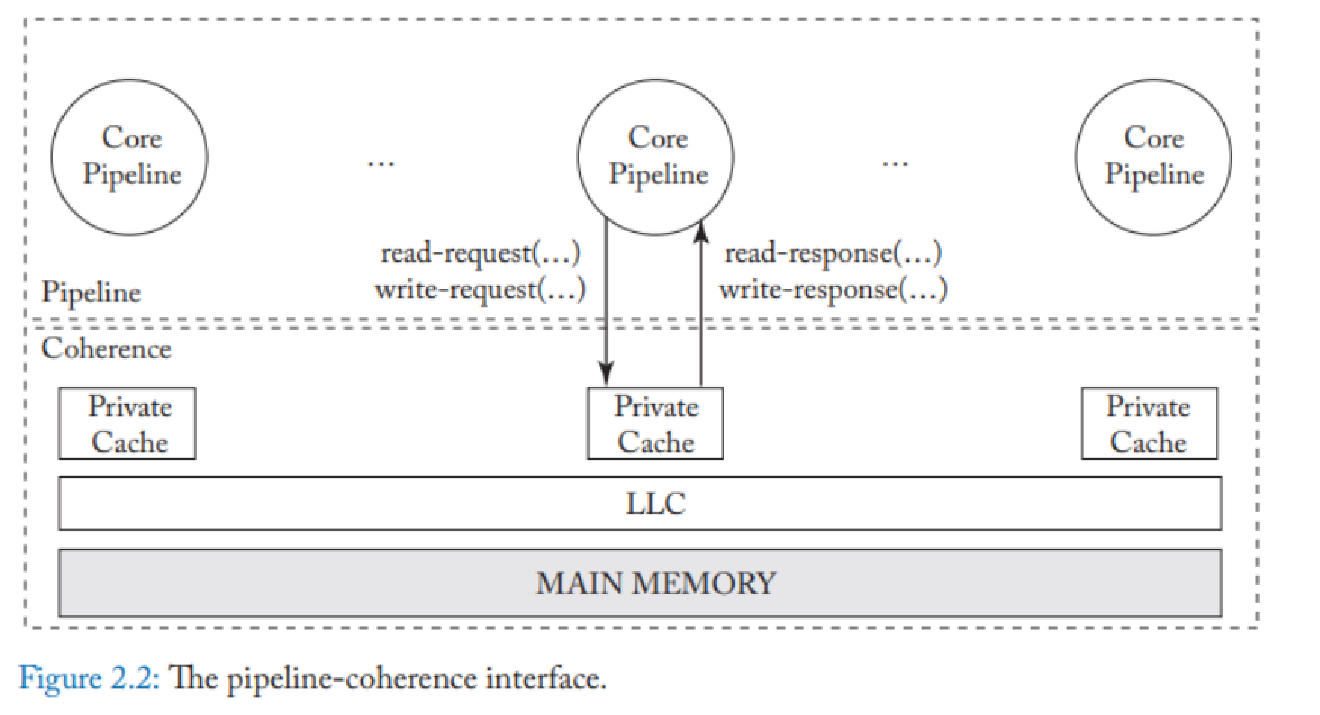 Core
Pipeline
...
Core
Pipeline
...
Core
Pipeline
read-request(...)
write-request(...)
read-response(...)
write-response(...)
Pipeline
Coherence
Private
Cache
Private
Cache
Private
Cache
LLC
MAIN MEMORY
Figure 2.2: The pipeline-coherence interface.